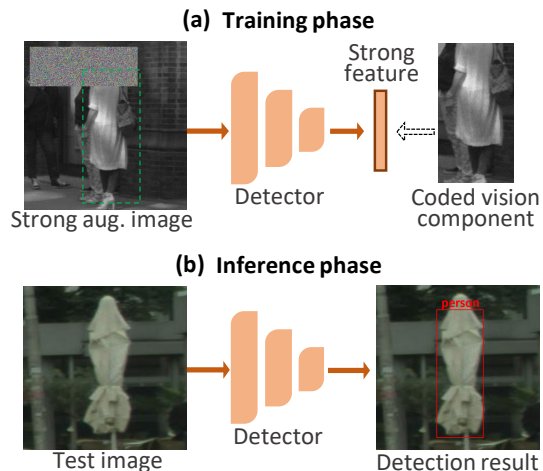 (a) Training phase
Strong
feature
Detector
Strong aug. image
Coded vision
component
(b) Inference phase
person
Detector
Test image
Detection result